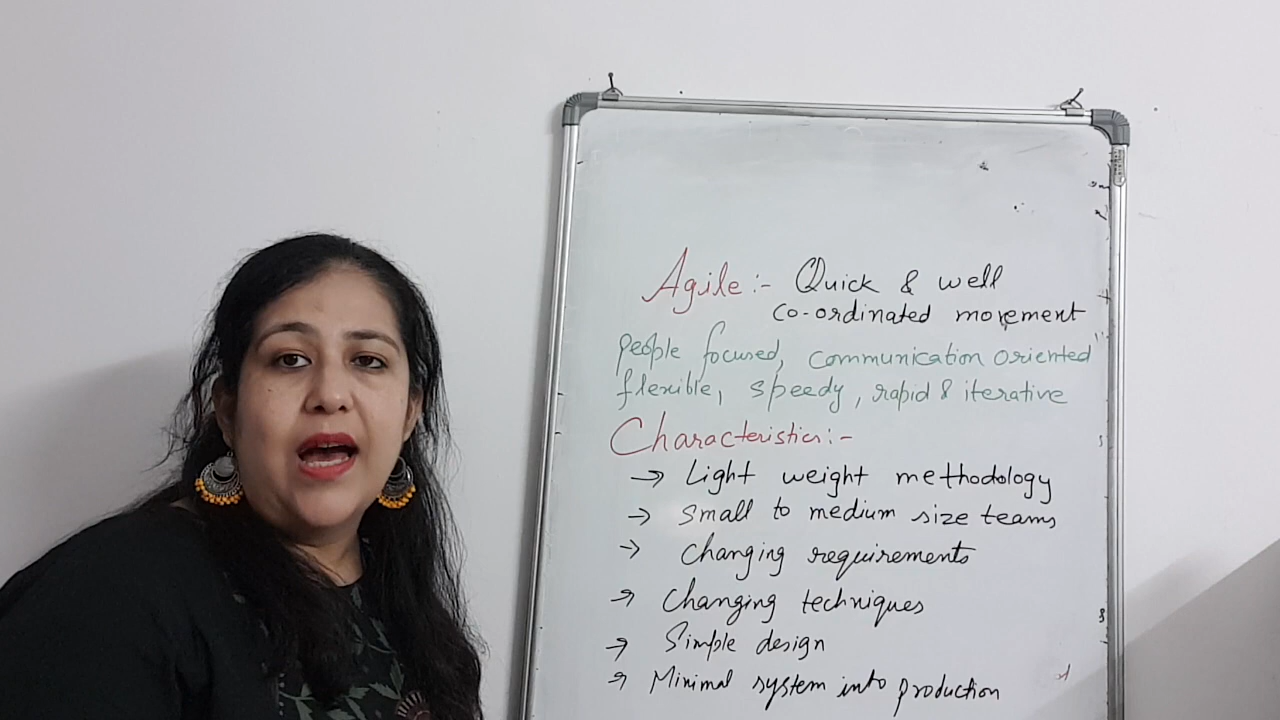 Agile :- Quick & well
co-ordinated movement
people focused, communication oriented
flexible, speedy, rapid & iterative
Characteristics :-
→ Light weight methodology
→ Small to medium size teams
→ Changing requirements
→ Changing techniques
→ Simple design
→ Minimal system into production